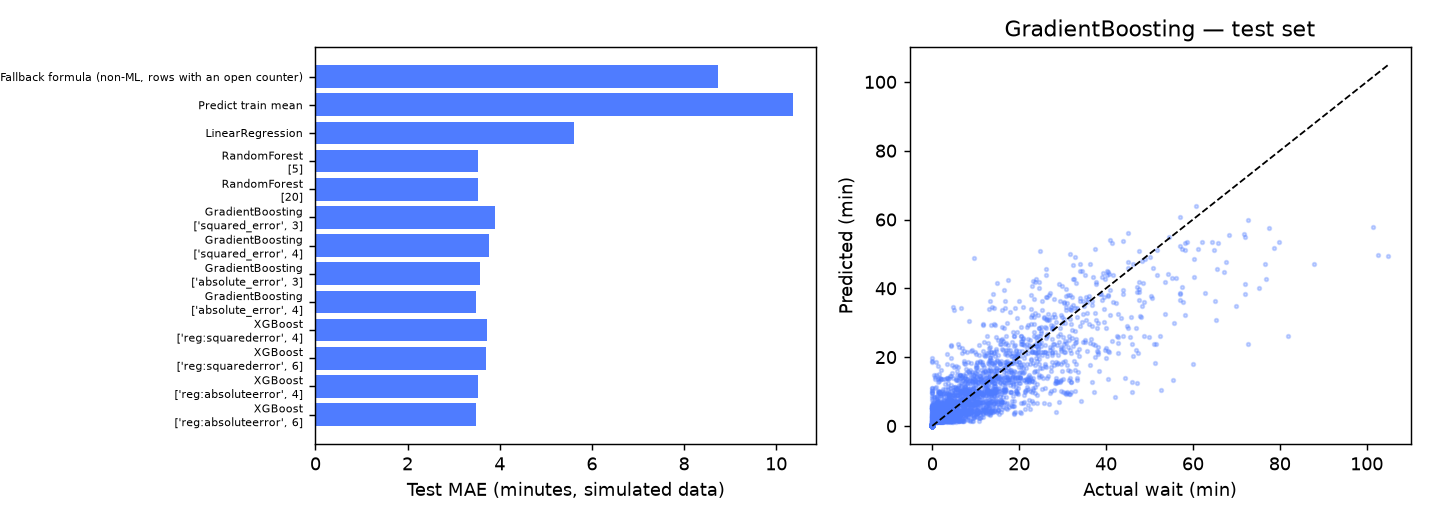 Fallback formula (non-ML, rows with an open counter)
Predict train mean
LinearRegression
RandomForest
[5]
RandomForest
[20]
GradientBoosting
['squared_error', 3]
GradientBoosting
['squared_error', 4]
GradientBoosting
['absolute_error', 3]
GradientBoosting
['absolute_error', 4]
XGBoost
['reg:squarederror', 4]
XGBoost
['reg:squarederror', 6]
XGBoost
['reg:absoluteerror', 4]
XGBoost
['reg:absoluteerror', 6]
0 2 4 6 8 10
Test MAE (minutes, simulated data)
GradientBoosting — test set
Predicted (min)
100
80
60
40
20
0
0 20 40 60 80 100
Actual wait (min)